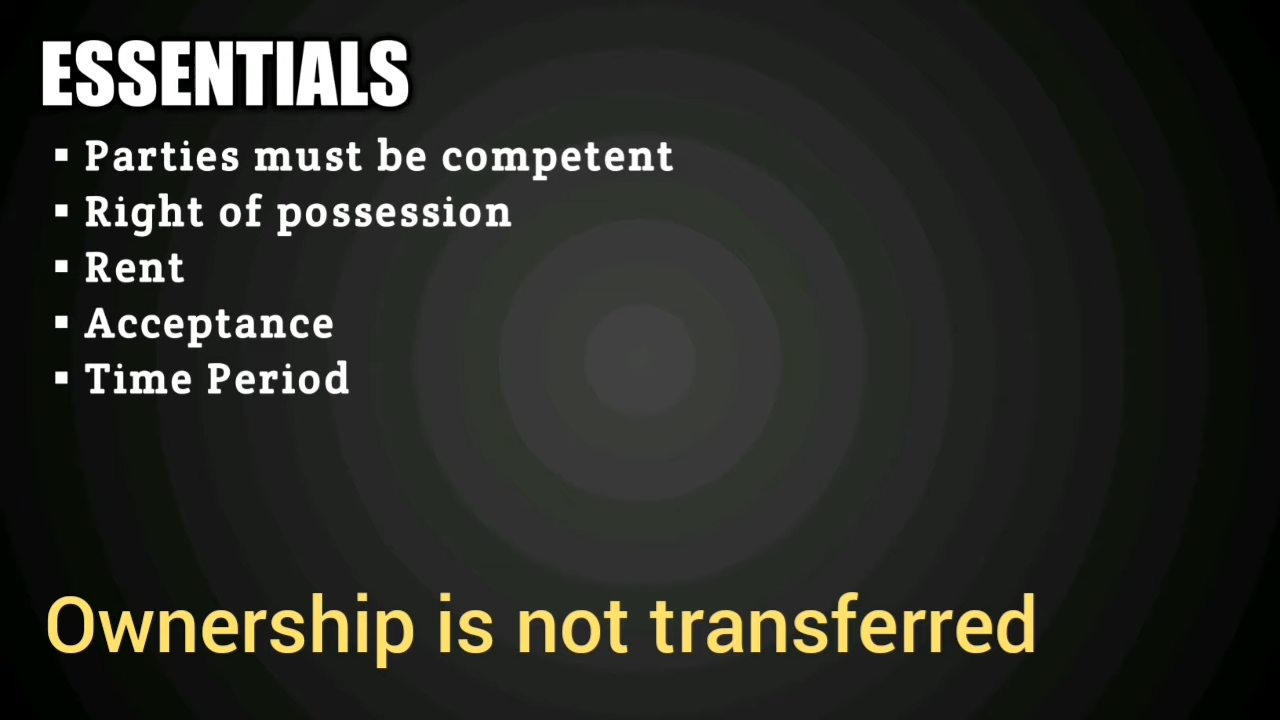 ESSENTIALS
▪ Parties must be competent
▪ Right of possession
▪ Rent
▪ Acceptance
▪ Time Period
Ownership is not transferred